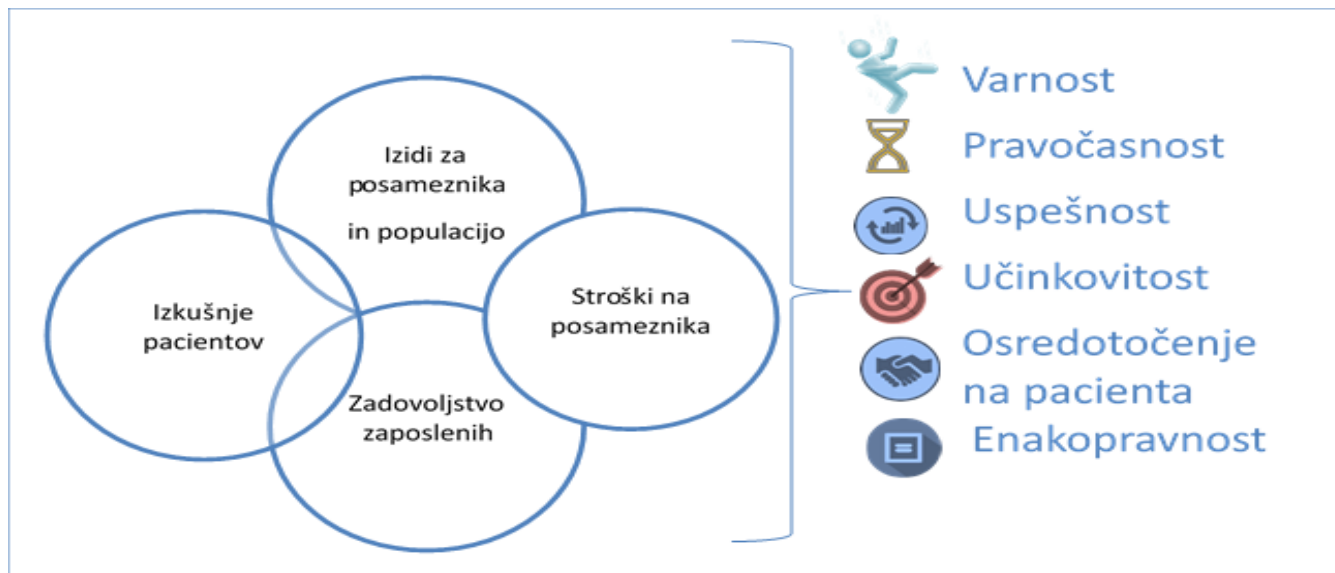 Izidi za
posameznika
in populacijo
Izkušnje
pacientov
Stroški na
posameznika
Zadovoljstvo
zaposlenih
Varnost
Pravočasnost
Uspešnost
Učinkovitost
Osredotočenje
na pacienta
Enakopravnost